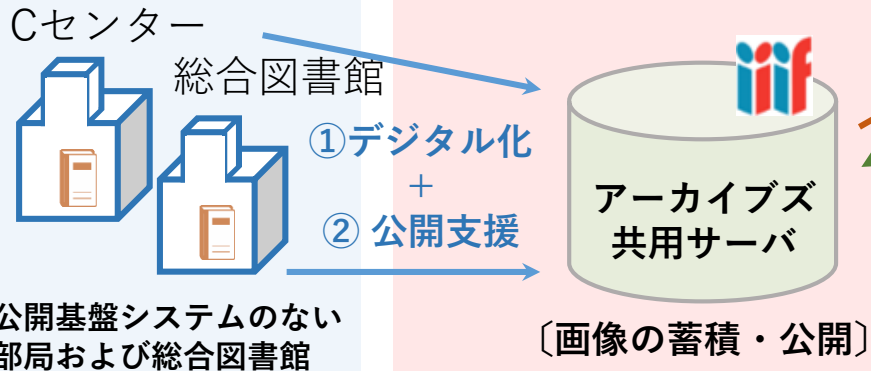 Cセンター
総合図書館
①デジタル化
+
② 公開支援
公開基盤システムのない
部局および総合図書館
iiif
アーカイブズ
共用サーバ
〔画像の蓄積・公開〕